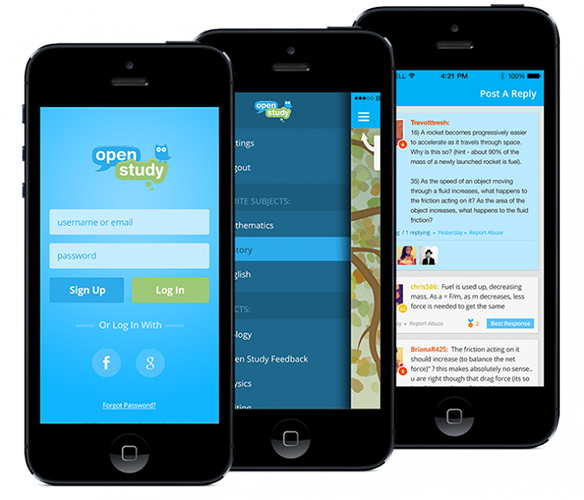 open
study
username or email
password
Sign Up
Log In
Or Log In With
f
g
Forgot Password?
open
study
ttings
gout
RITE SUBJECTS:
thematics
tory
glish
ECTS:
ology
en Study Feedback
ysics
iting
ELL 4:21 PM 100%
Post A Reply
Trevotttresh:
16) A rocket becomes progressively easier
to accelerate as it travels through space.
Why is this so? (hint - about 90% of the
mass of a newly launched rocket is fuel).
35) As the speed of an object moving
through a fluid increases, what happens to
the friction acting on it? As the area of the
object increases, what happens to the fluid
friction?
/ 1 replying • Yesterday • Report Abuse
chris586: Fuel is used up, decreasing
mass. As a = F/m, as m decreases, less
force is needed to get the same
ay • Report Abuse 2 Best Response
BrianaR425: The friction acting on it
should increase (to balance the net
force)" ? this makes absolutely no sense..
u are right though that drag force (its so